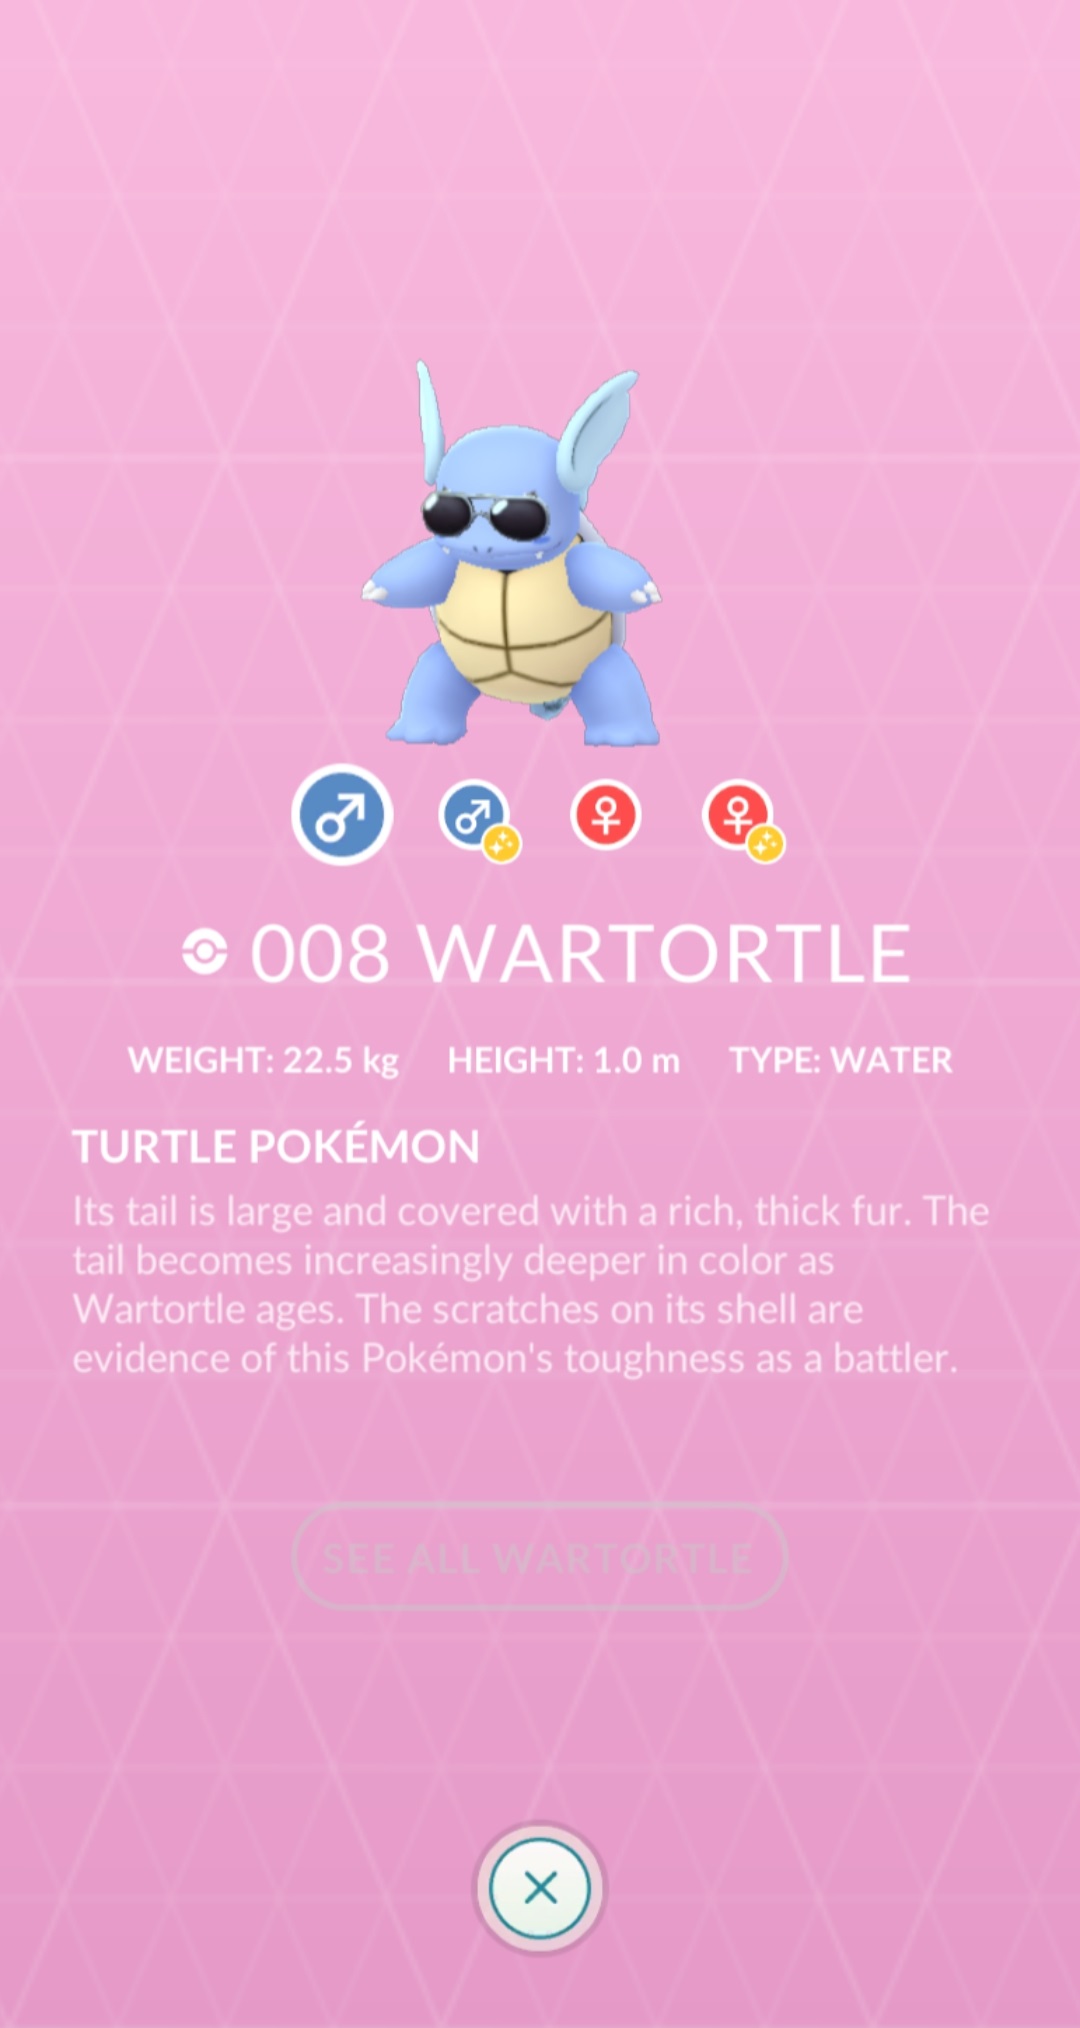 008 WARTORTLE
WEIGHT: 22.5 kg HEIGHT: 1.0 m TYPE: WATER
TURTLE POKÉMON
Its tail is large and covered with a rich, thick fur. The
tail becomes increasingly deeper in color as
Wartortle ages. The scratches on its shell are
evidence of this Pokémon's toughness as a battler.
SEE ALL WARTORTLE